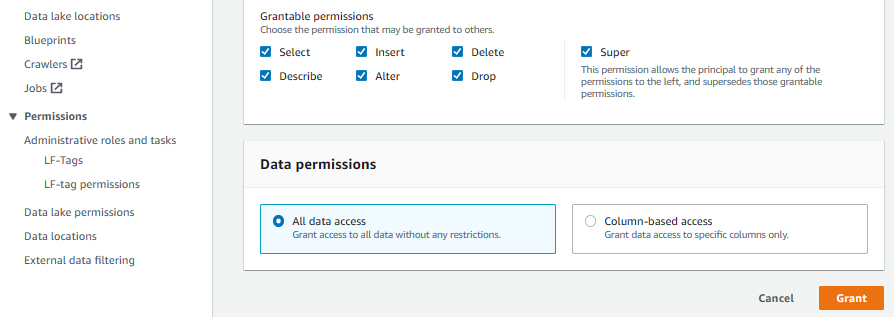 Data lake locations
Blueprints
Crawlers
Jobs
Permissions
Administrative roles and tasks
LF-Tags
LF-tag permissions
Data lake permissions
Data locations
External data filtering
Grantable permissions
Choose the permission that may be granted to others.
Select
Insert
Delete
Super
Describe
Alter
Drop
This permission allows the principal to grant any of the
permissions to the left, and supersedes those grantable
permissions.
Data permissions
All data access
Grant access to all data without any restrictions.
Column-based access
Grant data access to specific columns only.
Cancel
Grant